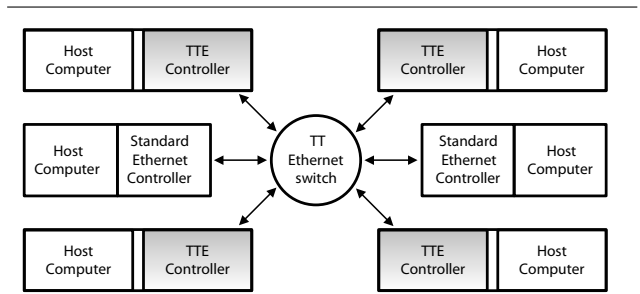 Host
Computer
TTE
Controller
TTE
Controller
Host
Computer
Host
Computer
Standard
Ethernet
Controller
TT
Ethernet
switch
Standard
Ethernet
Controller
Host
Computer
Host
Computer
TTE
Controller
TTE
Controller
Host
Computer